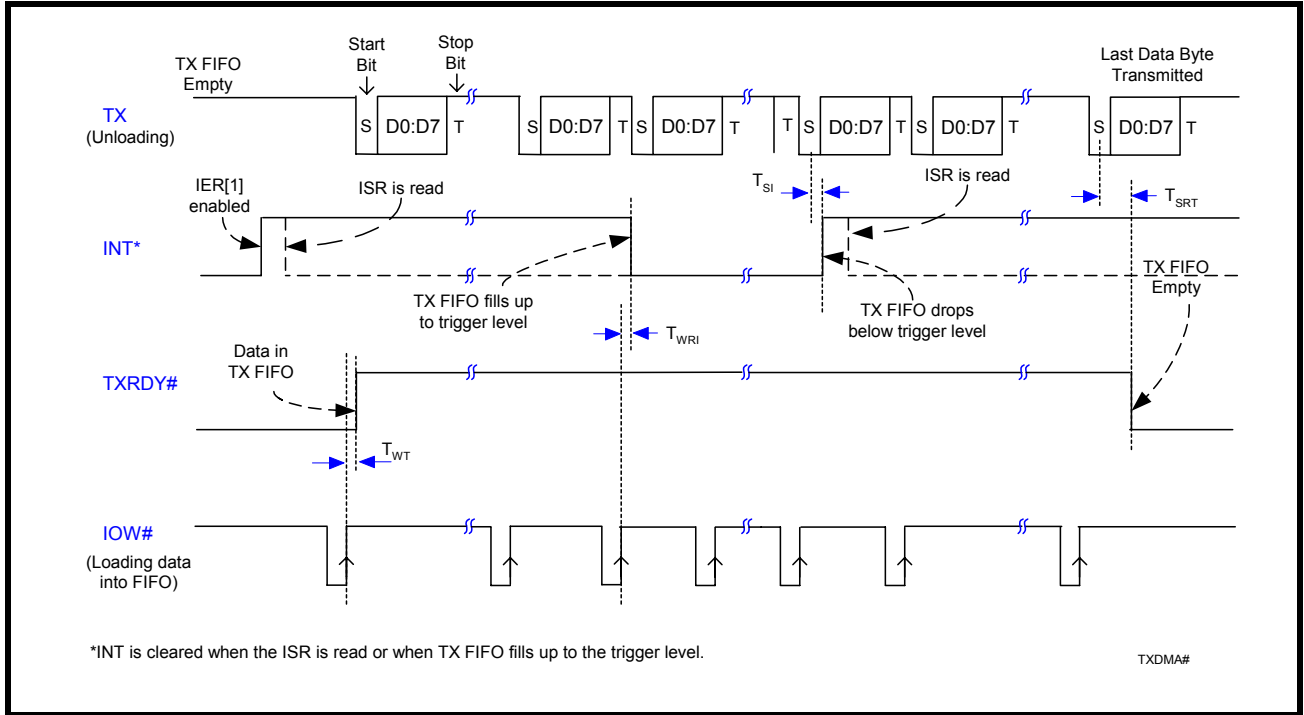 Start
Bit
Stop
Bit
TX FIFO
Empty
Last Data Byte
Transmitted
TX
(Unloading)
S D0:D7 T S D0:D7 T S D0:D7 T T S D0:D7 T S D0:D7 T S D0:D7 T
IER[1]
enabled
ISR is read
TSI
ISR is read
TSRT
INT*
TX FIFO fills up
to trigger level
TX FIFO drops
below trigger level
TX FIFO
Empty
TWRI
Data in
TX FIFO
TXRDY#
TWT
IOW#
(Loading data
into FIFO)
*INT is cleared when the ISR is read or when TX FIFO fills up to the trigger level.
TXDMA#